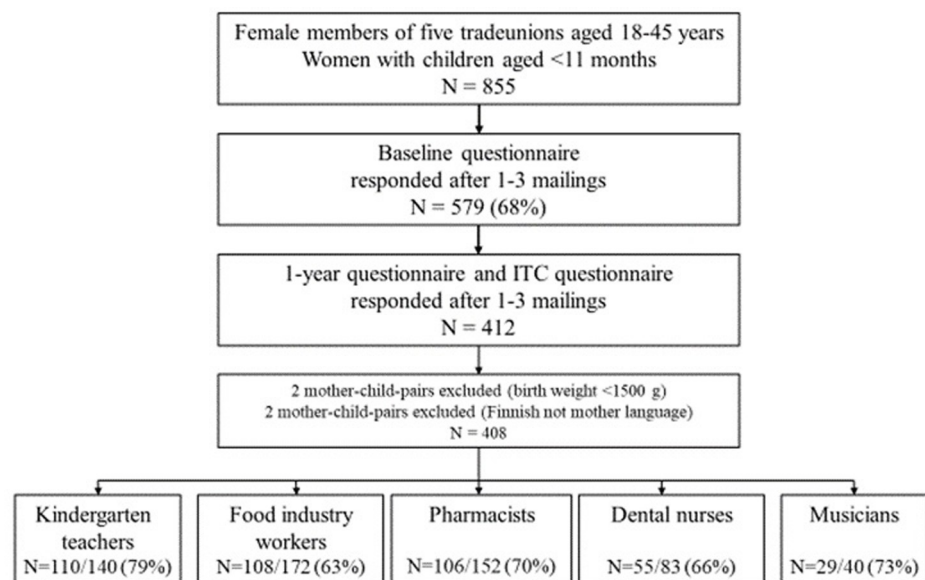 Female members of five tradeunions aged 18-45 years
Women with children aged <11 months
N = 855
Baseline questionnaire
responded after 1-3 mailings
N = 579 (68%)
1-year questionnaire and ITC questionnaire
responded after 1-3 mailings
N = 412
2 mother-child-pairs excluded (birth weight <1500 g)
2 mother-child-pairs excluded (Finnish not mother language)
N = 408
Kindergarten
teachers
N=110/140 (79%)
Food industry
workers
N=108/172 (63%)
Pharmacists
N=106/152 (70%)
Dental nurses
N=55/83 (66%)
Musicians
N=29/40 (73%)